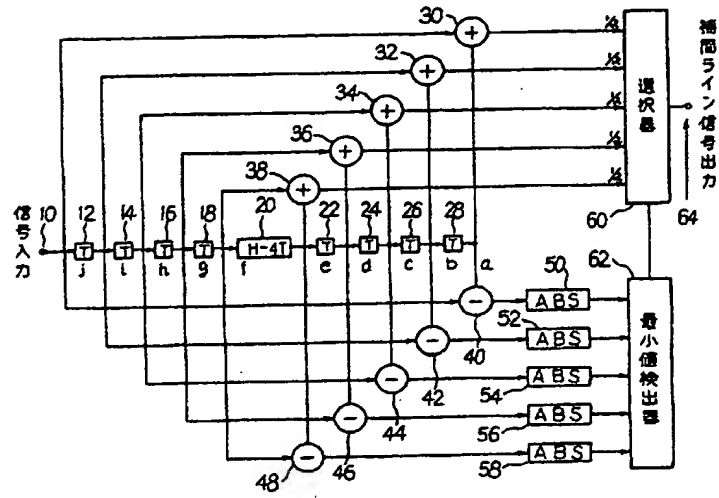 30
32
34
36
38
1/2
1/2
1/2
1/2
1/2
選択器
60
補間ライン信号出力
64
信号入力
10
12
14
16
18
20
22
24
26
28
T
T
T
T
H-4T
T
T
T
T
j
i
h
g
f
e
d
c
b
a
40
42
44
46
48
50
ABS
52
ABS
54
ABS
56
ABS
58
ABS
62
最小値検出器